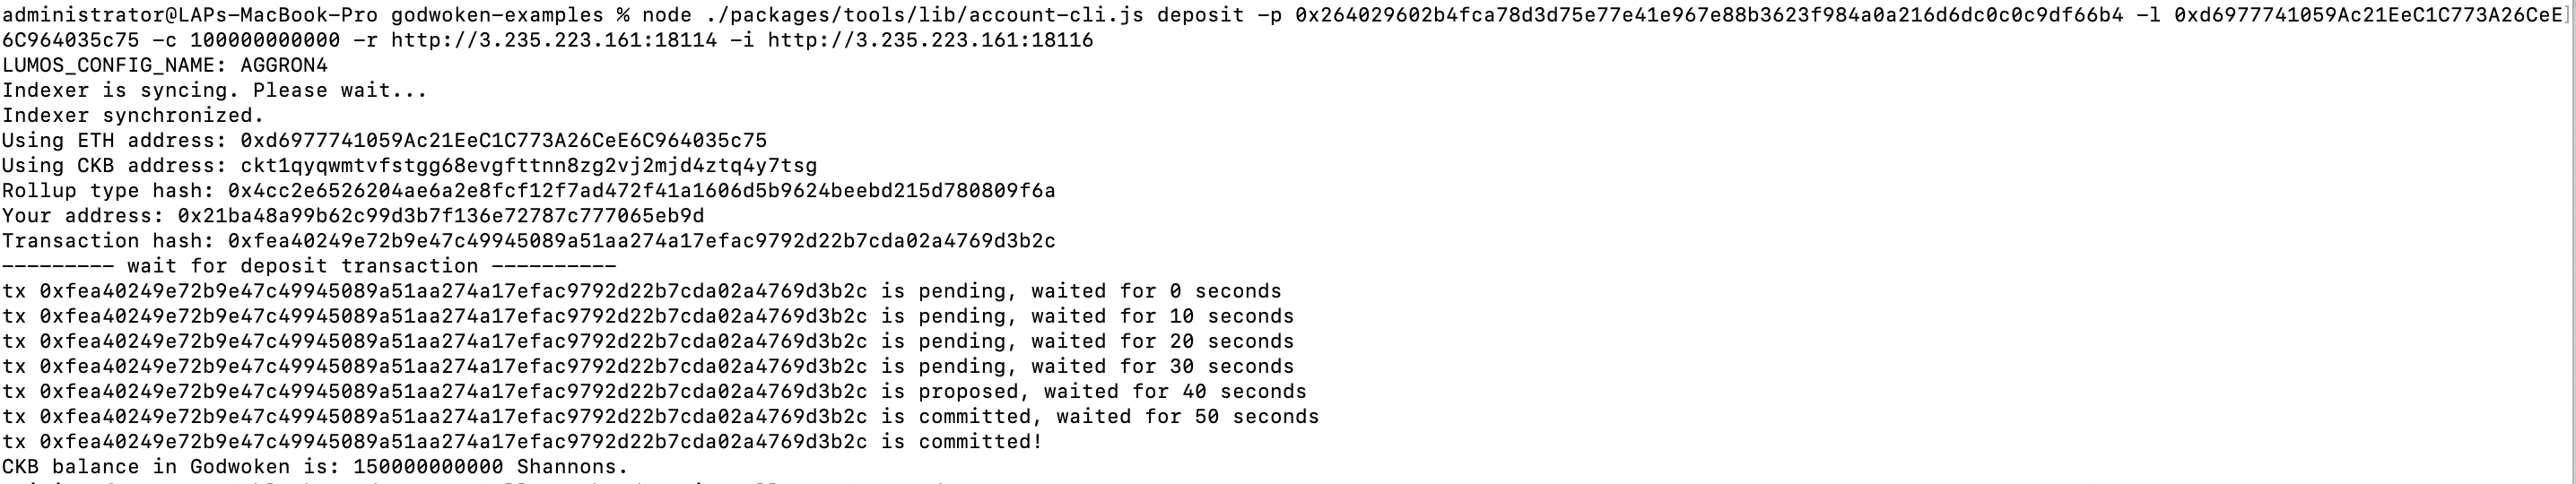 administrator@LAPs-MacBook-Pro godwoken-examples % node ./packages/tools/lib/account-cli.js deposit -p 0x264029602b4fca78d3d75e77e41e967e88b3623f984a0a216d6dc0c0c9df66b4 -l 0xd6977741059Ac21EeC1C773A26CeE
6C964035c75 -c 100000000000 -r http://3.235.223.161:18114 -i http://3.235.223.161:18116
LUMOS_CONFIG_NAME: AGGRON4
Indexer is syncing. Please wait...
Indexer synchronized.
Using ETH address: 0xd6977741059Ac21EeC1C773A26CeE6C964035c75
Using CKB address: ckt1qyqwmtvfstgg68evgfttnn8zg2vj2mjd4ztq4y7tsg
Rollup type hash: 0x4cc2e6526204ae6a2e8fcf12f7ad472f41a1606d5b9624beebd215d780809f6a
Your address: 0x21ba48a99b62c99d3b7f136e72787c777065eb9d
Transaction hash: 0xfea40249e72b9e47c49945089a51aa274a17efac9792d22b7cda02a4769d3b2c
--------- wait for deposit transaction ----------
tx 0xfea40249e72b9e47c49945089a51aa274a17efac9792d22b7cda02a4769d3b2c is pending, waited for 0 seconds
tx 0xfea40249e72b9e47c49945089a51aa274a17efac9792d22b7cda02a4769d3b2c is pending, waited for 10 seconds
tx 0xfea40249e72b9e47c49945089a51aa274a17efac9792d22b7cda02a4769d3b2c is pending, waited for 20 seconds
tx 0xfea40249e72b9e47c49945089a51aa274a17efac9792d22b7cda02a4769d3b2c is pending, waited for 30 seconds
tx 0xfea40249e72b9e47c49945089a51aa274a17efac9792d22b7cda02a4769d3b2c is proposed, waited for 40 seconds
tx 0xfea40249e72b9e47c49945089a51aa274a17efac9792d22b7cda02a4769d3b2c is committed, waited for 50 seconds
tx 0xfea40249e72b9e47c49945089a51aa274a17efac9792d22b7cda02a4769d3b2c is committed!
CKB balance in Godwoken is: 150000000000 Shannons.